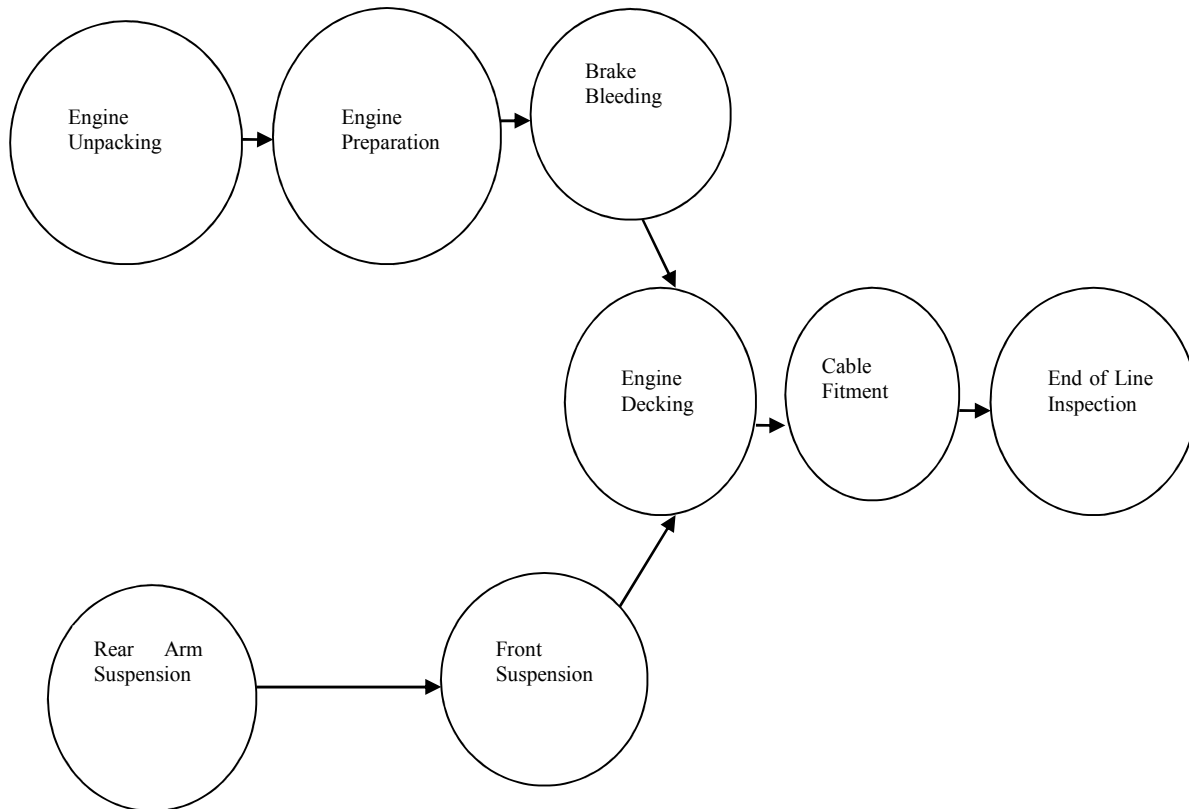 Engine
Unpacking
Engine
Preparation
Brake
Bleeding
Engine
Decking
Cable
Fitment
End of Line
Inspection
Rear Arm
Suspension
Front
Suspension